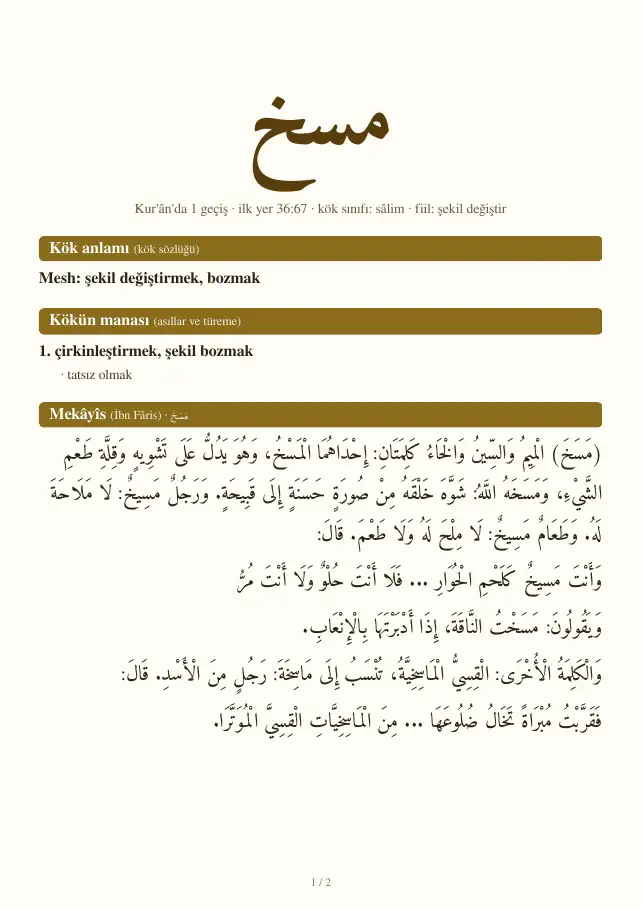 مسخ
Kur'ân'da 1 geçiş · ilk yer 36:67 · kök sınıfı: sâlim · fiil: şekil değiştir
Kök anlamı (kök sözlüğü)
Mesh: şekil değiştirmek, bozmak
Kökün manası (asıllar ve türeme)
1. çirkinleştirmek, şekil bozmak
· tatsız olmak
Mekâyîs (İbn Fâris) · مَسَخَ
(مَسَخَ) الْمِيمُ وَالسِّينُ وَالْخَاءُ كَلِمَتَانِ: إِحْدَاهُمَا الْمَسْخُ، وَهُوَ يَدُلُّ عَلَى تَشْوِيهٍ وَقِلَّةِ طَعْمِ
الشَّيْءِ، وَمَسَخَهُ اللَّهُ: شَوَّهَ خَلْقَهُ مِنْ صُورَةٍ حَسَنَةٍ إِلَى قَبِيحَةٍ. وَرَجُلٌ مَسِيخٌ: لَا مَلَاحَةَ
لَهُ. وَطَعَامٌ مَسِيخٌ: لَا مِلْحَ لَهُ وَلَا طَعْمَ. قَالَ:
وَأَنْتَ مَسِيخٌ كَلَحْمِ الْحُوَارِ ... فَلَا أَنْتَ حُلْوٌ وَلَا أَنْتَ مُرُّ
وَيَقُولُونَ: مَسَخْتُ النَّاقَةَ، إِذَا أَدْبَرْتَهَا بِالْإِتْعَابِ.
وَالْكَلِمَةُ الْأُخْرَى: الْقِسِيُّ الْمَاسِخِيَّةُ، تُنْسَبُ إِلَى مَاسِخَةَ: رَجُلٍ مِنَ الْأَسْدِ. قَالَ:
فَقَرَّبْتُ مُبْرَاةً تَخَالُ ضُلُوعَهَا ... مِنَ الْمَاسِخِيَّاتِ الْقِسِيَّ الْمُوَتَّرَا.
1 / 2